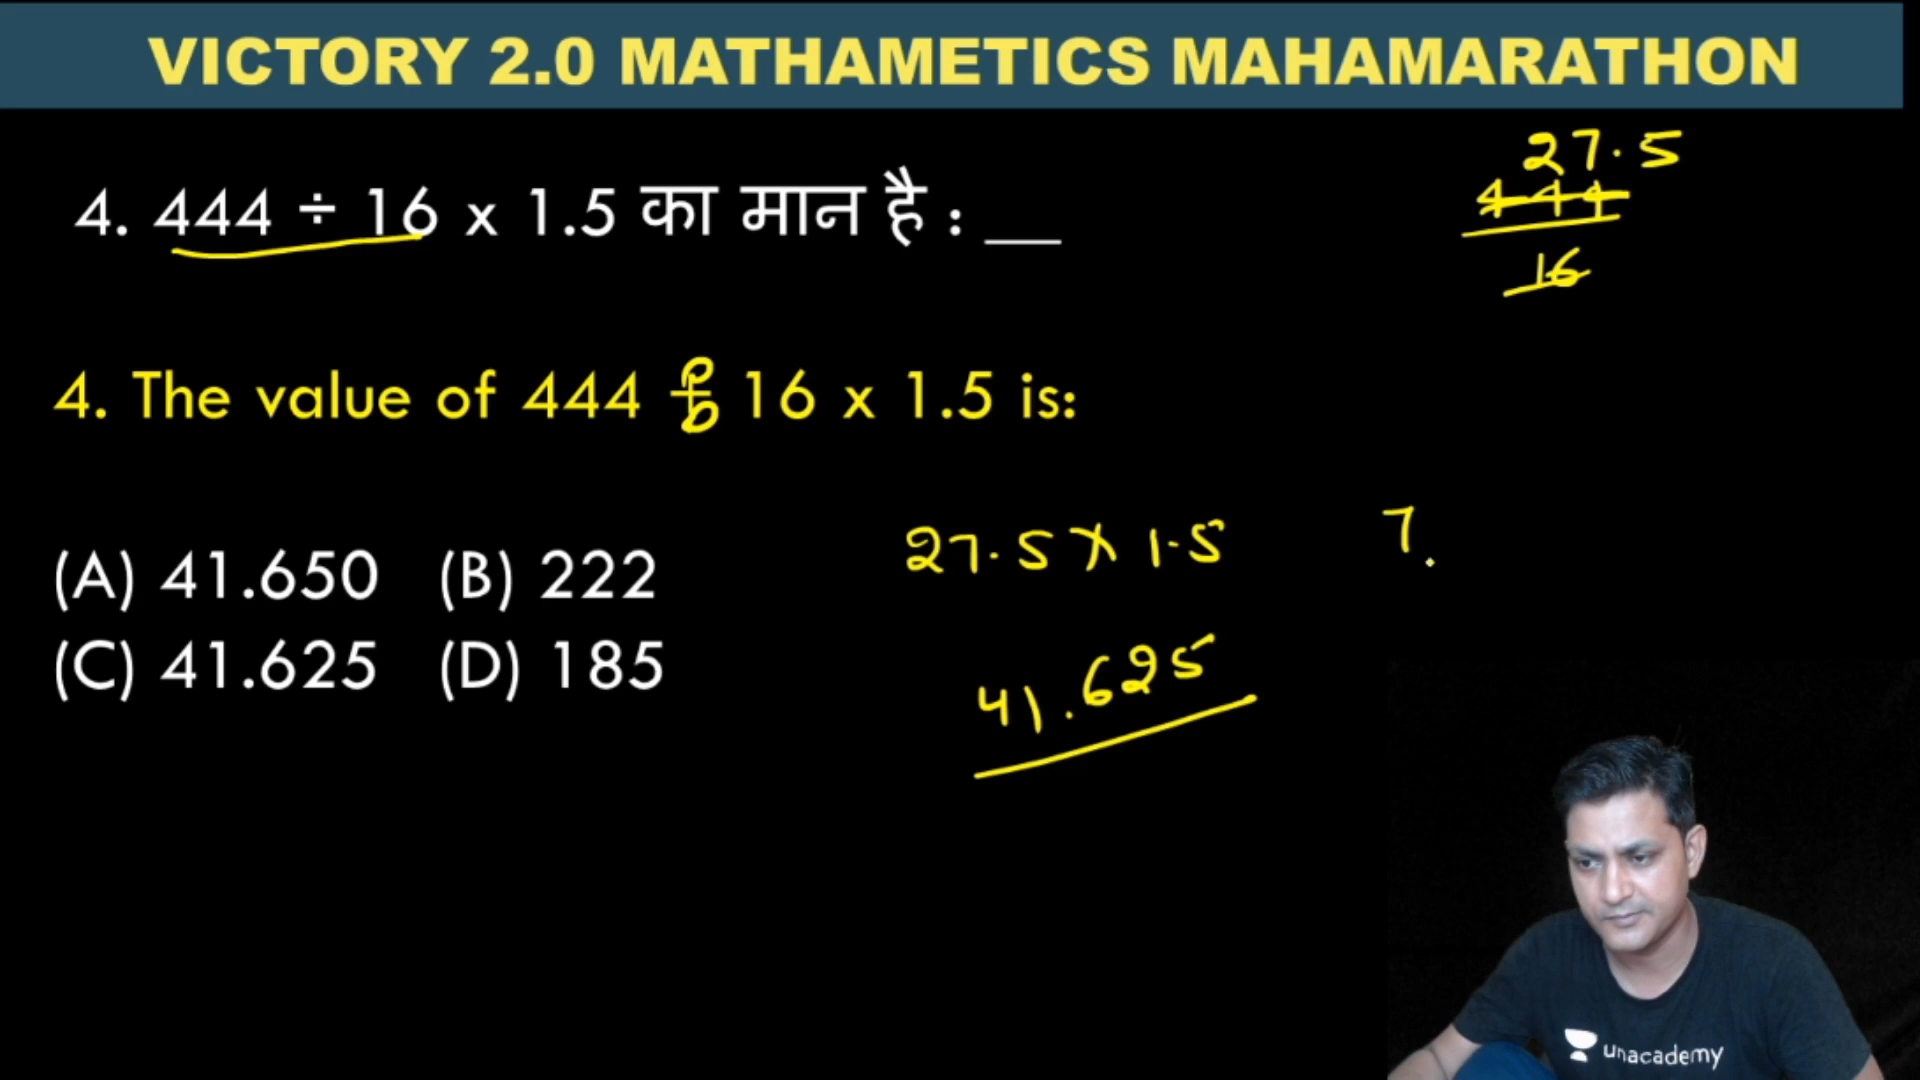 VICTORY 2.0 MATHAMETICS MAHAMARATHON
4. 444 ÷ 16 x 1.5 का मान है : __
27.5
444
16
4. The value of 444 ÷ 16 x 1.5 is:
(A) 41.650 (B) 222
(C) 41.625 (D) 185
27.5 X 1.5
7.
41.625
unacademy